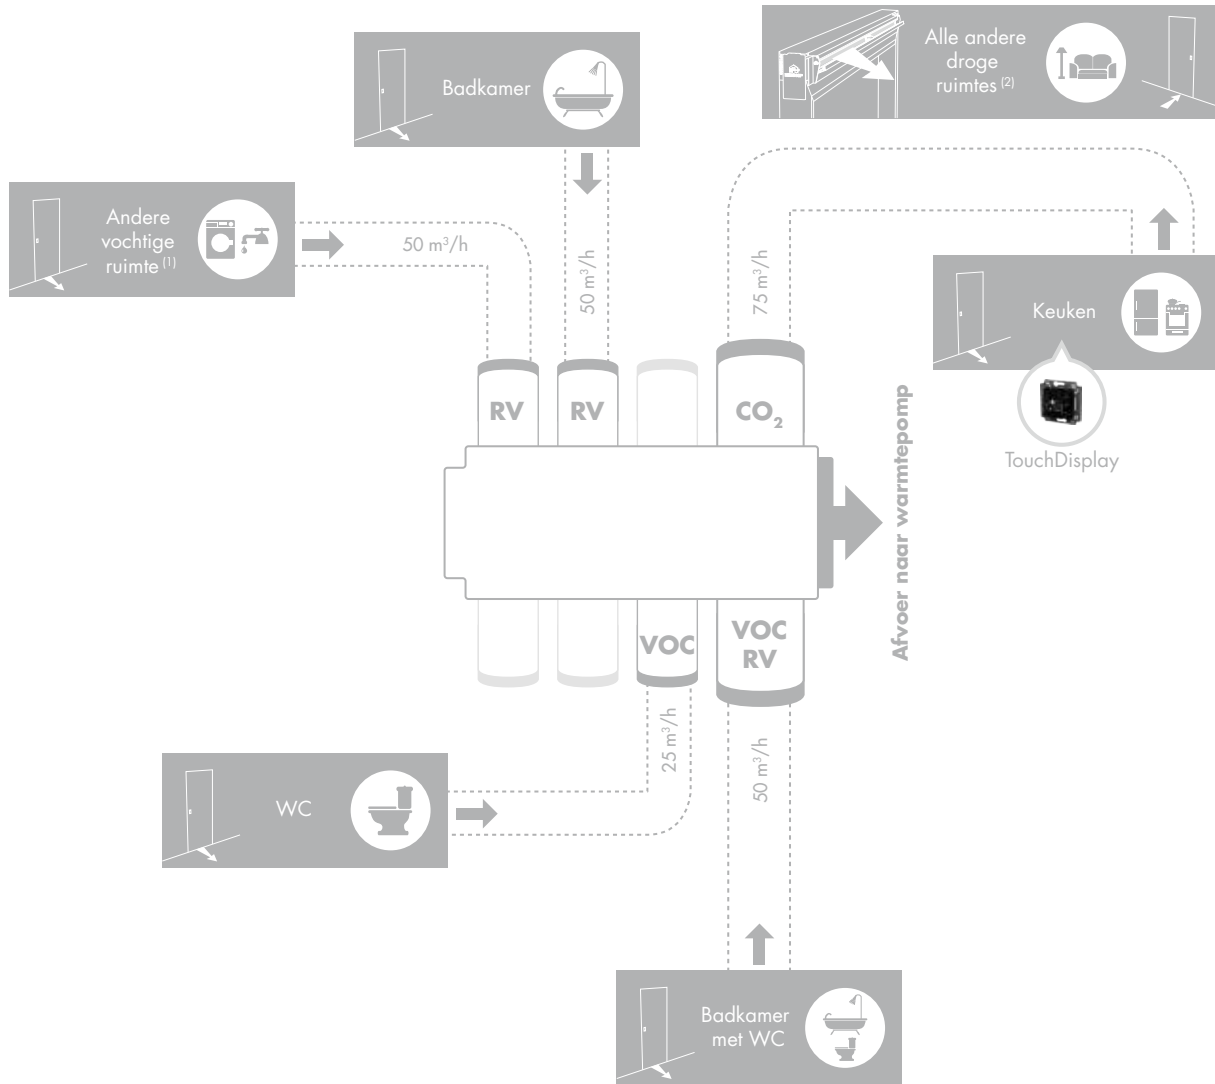 Alle andere
droge
ruimtes (2)
Badkamer
Andere
vochtige
ruimte (1)
50 m³/h
50 m³/h
75 m³/h
Keuken
TouchDisplay
RV
RV
CO₂
Afvoer naar warmtepomp
VOC
VOC
RV
25 m³/h
50 m³/h
WC
Badkamer
met WC